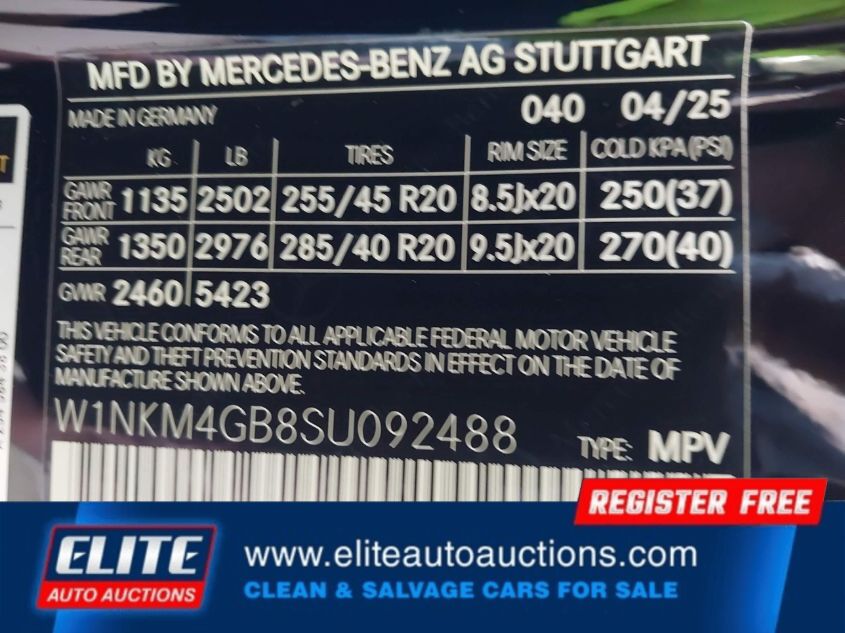 MFD BY MERCEDES-BENZ AG STUTTGART
MADE IN GERMANY 040 04/25
KG LB TIRES RIM SIZE COLD KPA (PSI)
GAWR FRONT 1135 2502 255/45 R20 8.5Jx20 250(37)
GAWR REAR 1350 2976 285/40 R20 9.5Jx20 270(40)
GVWR 2460 5423
THIS VEHICLE CONFORMS TO ALL APPLICABLE FEDERAL MOTOR VEHICLE
SAFETY AND THEFT PREVENTION STANDARDS IN EFFECT ON THE DATE OF
MANUFACTURE SHOWN ABOVE.
W1NKM4GB8SU092488 TYPE: MPV
REGISTER FREE
ELITE
AUTO AUCTIONS
www.eliteautoauctions.com
CLEAN & SALVAGE CARS FOR SALE